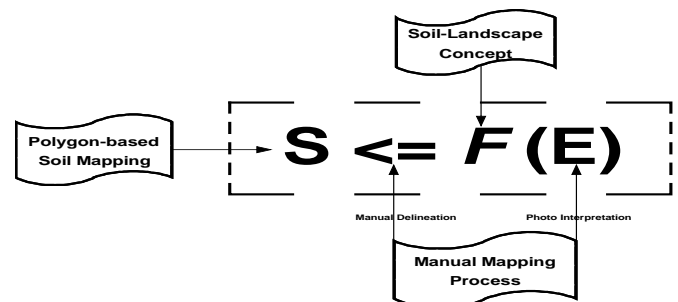 Soil-Landscape
Concept
Polygon-based
Soil Mapping
S <= F(E)
Manual Delineation
Photo Interpretation
Manual Mapping
Process